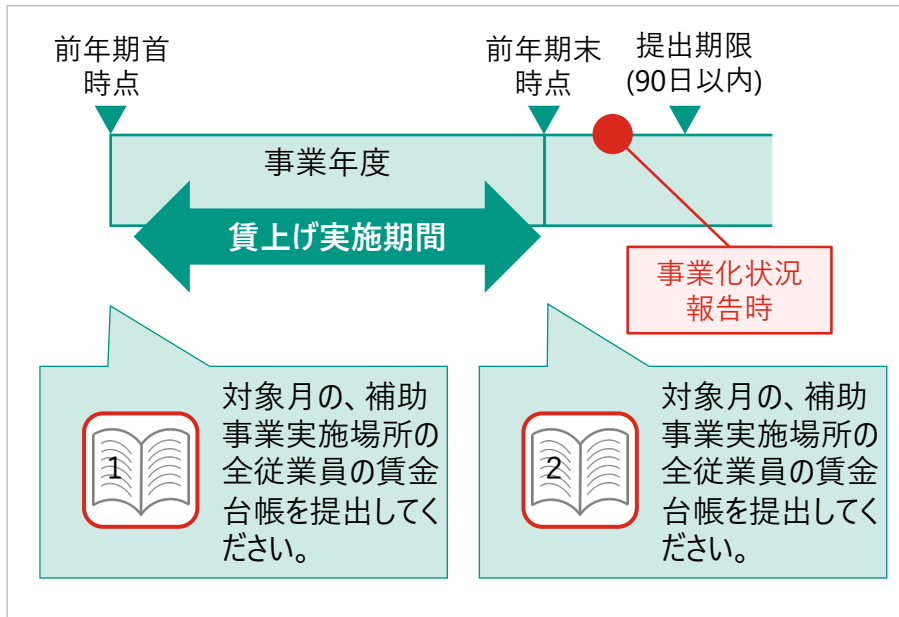 前年期首
時点
前年期末
時点
提出期限
(90日以内)
事業年度
賃上げ実施期間
事業化状況
報告時
1
対象月の、補助
事業実施場所の
全従業員の賃金
台帳を提出してく
ださい。
2
対象月の、補助
事業実施場所の
全従業員の賃金
台帳を提出してく
ださい。